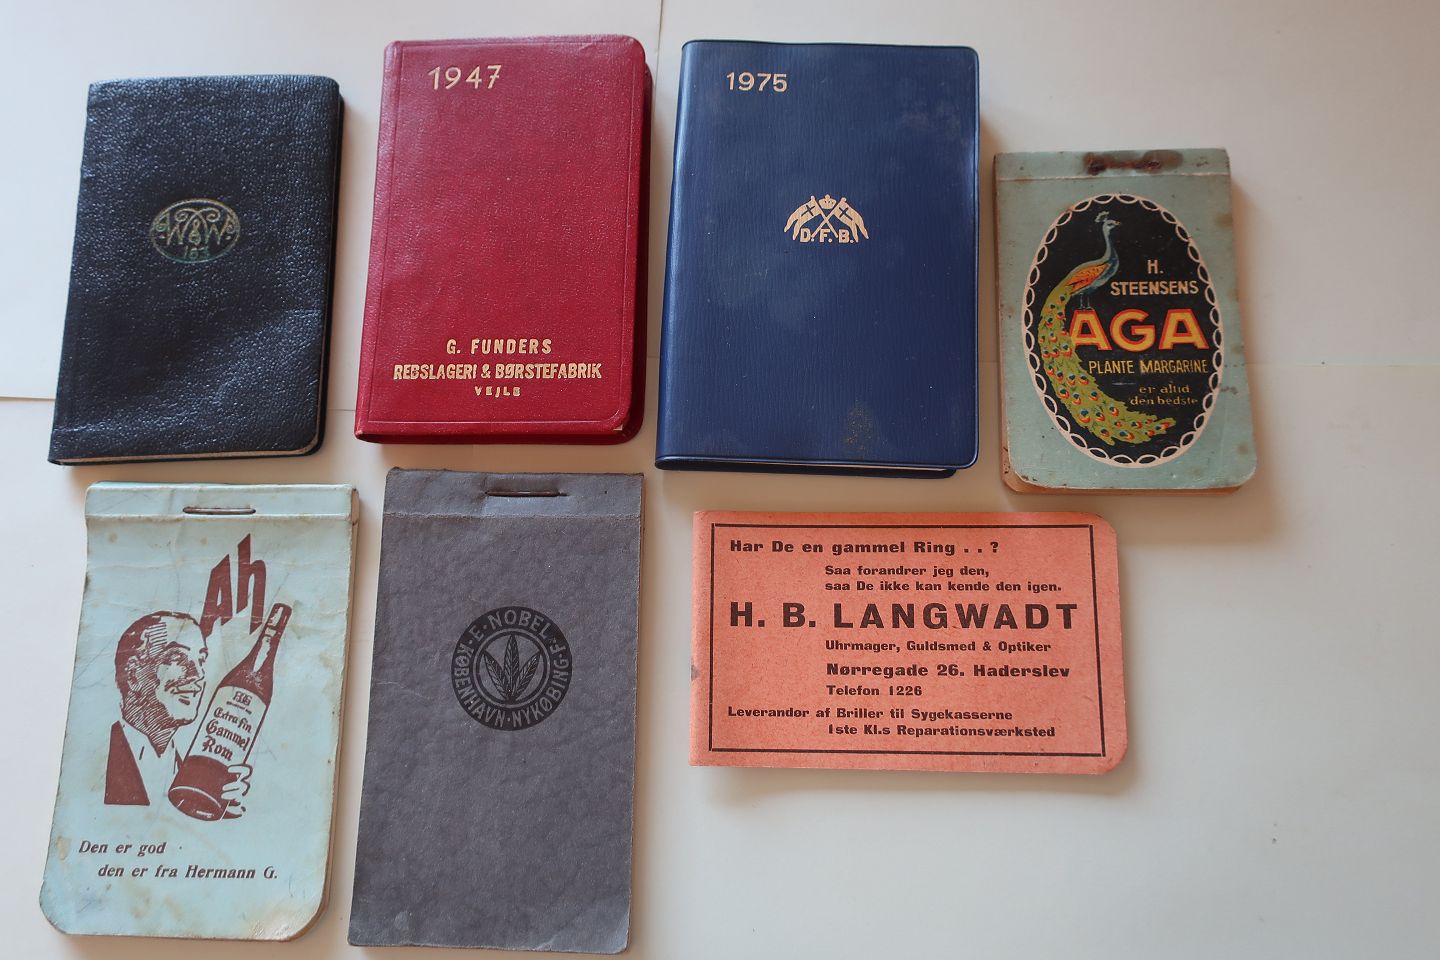 W&W
1947
G. FUNDERS
REBSLAGERI & BØRSTEFABRIK
VEJLE
1975
D.F.B.
H.
STEENSENS
AGA
PLANTE MARGARINE
er altid
den bedste
Ah
Extra fin
Gammel
Rom
Den er god
den er fra Hermann G.
E. NOBEL
KØBENHAVN · NYKØBING. F.
Har De en gammel Ring . . ?
Saa forandrer jeg den,
saa De ikke kan kende den igen.
H. B. LANGWADT
Uhrmager, Guldsmed & Optiker
Nørregade 26. Haderslev
Telefon 1226
Leverandør af Briller til Sygekasserne
1ste Kl.s Reparationsværksted